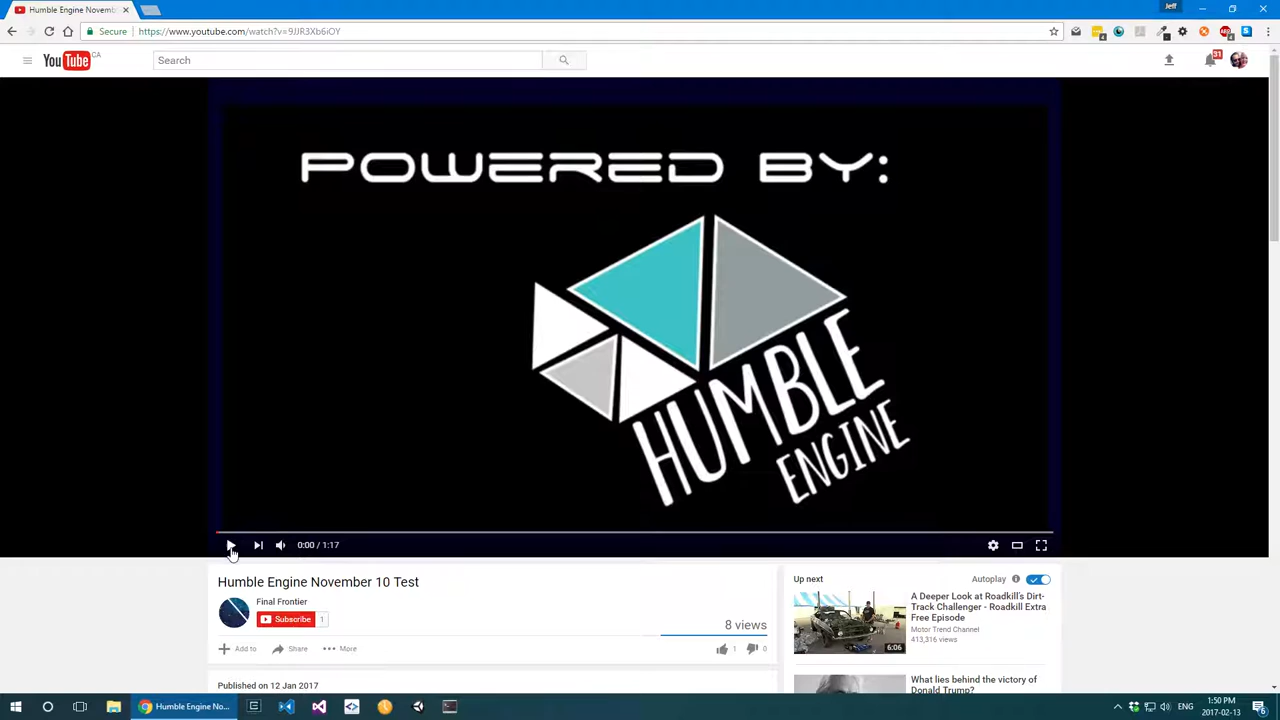 Humble Engine Novemb
Jeff
Secure
https://www.youtube.com/watch?v=9JJR3Xb6iOY
YouTube CA
Search
31
POWERED BY:
HUMBLE
ENGINE
0:00 / 1:17
Humble Engine November 10 Test
Final Frontier
Subscribe 1
8 views
Add to Share More
1 0
Published on 12 Jan 2017
Up next
Autoplay
A Deeper Look at Roadkill's Dirt-
Track Challenger - Roadkill Extra
Free Episode
Motor Trend Channel
413,316 views
6:06
What lies behind the victory of
Donald Trump?
Humble Engine No...
ENG
1:50 PM
2017-02-13